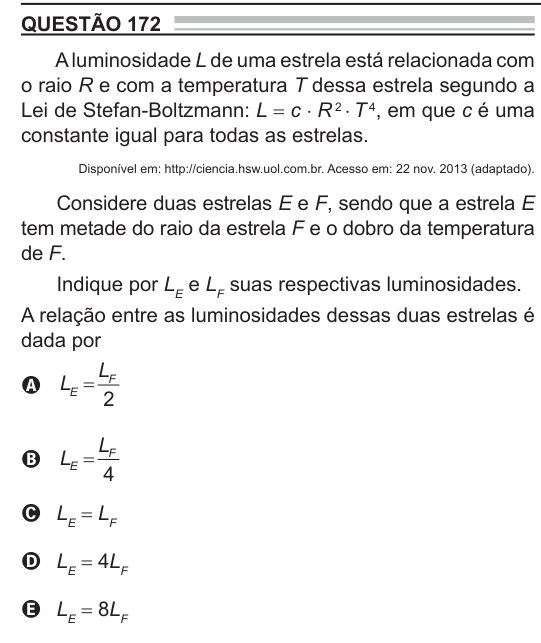 QUESTÃO 172
A luminosidade L de uma estrela está relacionada com
o raio R e com a temperatura T dessa estrela segundo a
Lei de Stefan-Boltzmann: L = c · R² · T⁴, em que c é uma
constante igual para todas as estrelas.
Disponível em: http://ciencia.hsw.uol.com.br. Acesso em: 22 nov. 2013 (adaptado).
Considere duas estrelas E e F, sendo que a estrela E
tem metade do raio da estrela F e o dobro da temperatura
de F.
Indique por L_E e L_F suas respectivas luminosidades.
A relação entre as luminosidades dessas duas estrelas é
dada por
A L_E = L_F/2
B L_E = L_F/4
C L_E = L_F
D L_E = 4L_F
E L_E = 8L_F